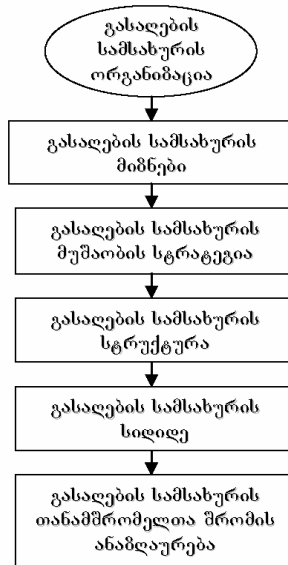 გასაღების
სამსახურის
ორგანიზაცია
გასაღების სამსახურის
მიზნები
გასაღების სამსახურის
მუშაობის სტრატეგია
გასაღების სამსახურის
სტრუქტურა
გასაღების სამსახურის
სიდიდე
გასაღების სამსახურის
თანამშრომელთა შრომის
ანაზღაურება